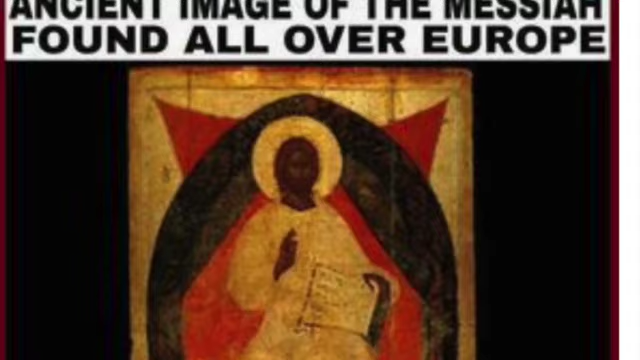 ANCIENT IMAGE OF THE MESSIAH
FOUND ALL OVER EUROPE